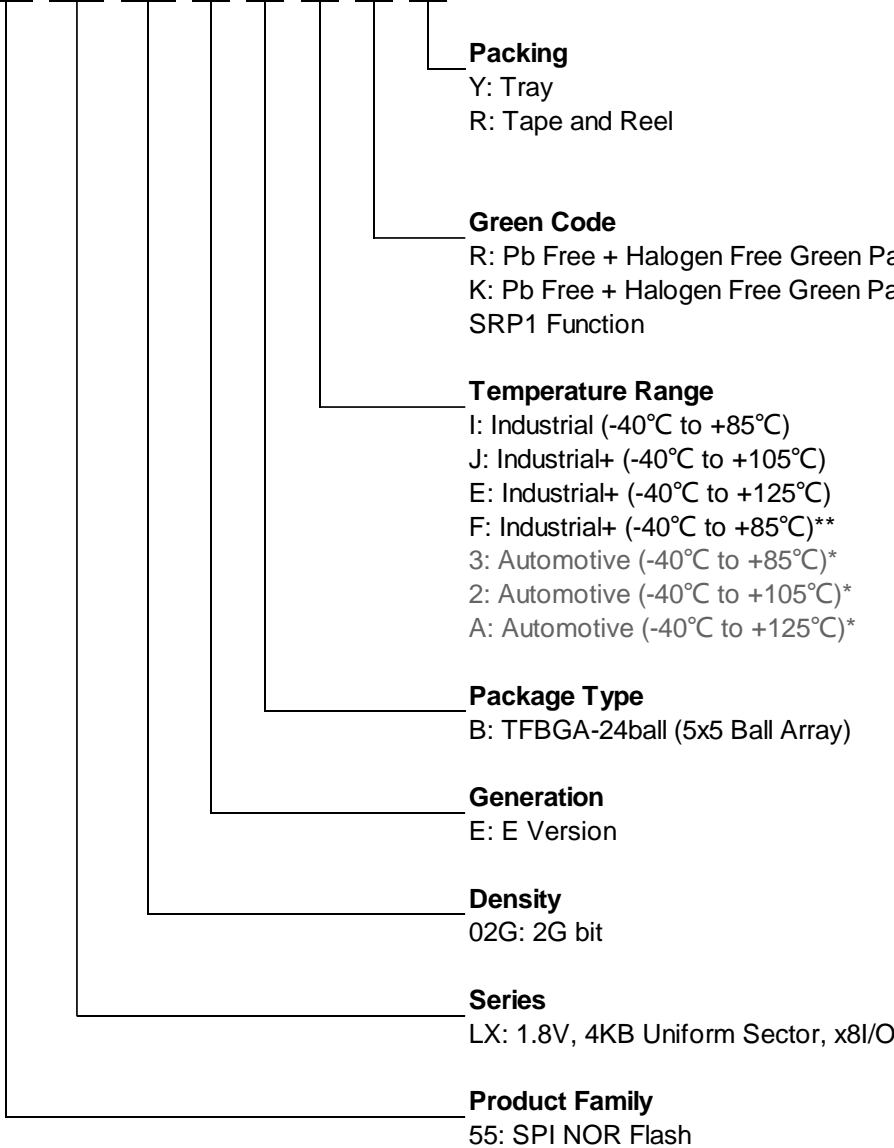 Packing
Y: Tray
R: Tape and Reel
Green Code
R: Pb Free + Halogen Free Green
K: Pb Free + Halogen Free Green
SRP1 Function
Temperature Range
I: Industrial (-40℃ to +85℃)
J: Industrial+ (-40℃ to +105℃)
E: Industrial+ (-40℃ to +125℃)
F: Industrial+ (-40℃ to +85℃)**
3: Automotive (-40℃ to +85℃)*
2: Automotive (-40℃ to +105℃)*
A: Automotive (-40℃ to +125℃)*
Package Type
B: TFBGA-24ball (5x5 Ball Array)
Generation
E: E Version
Density
02G: 2G bit
Series
LX: 1.8V, 4KB Uniform Sector, x8I/O
Product Family
55: SPI NOR Flash